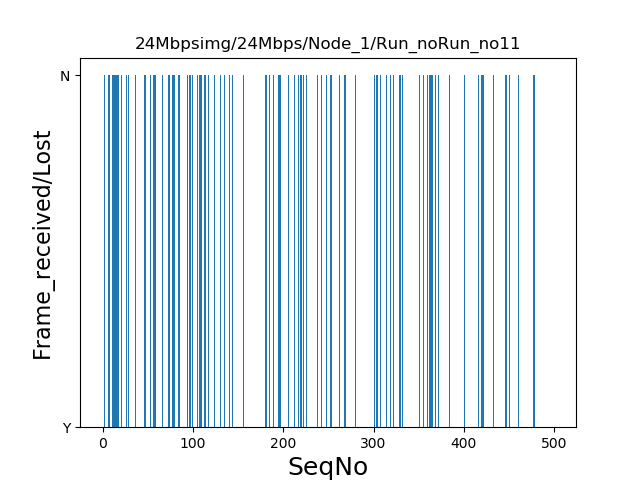 24Mbpsimg/24Mbps/Node_1/Run_noRun_no11
N
Frame_received/Lost
Y
0 100 200 300 400 500
SeqNo